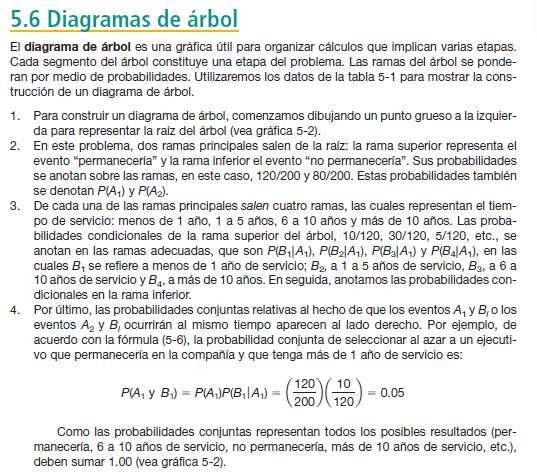 5.6 Diagramas de árbol
El diagrama de árbol es una gráfica útil para organizar cálculos que implican varias etapas.
Cada segmento del árbol constituye una etapa del problema. Las ramas del árbol se ponde-
ran por medio de probabilidades. Utilizaremos los datos de la tabla 5-1 para mostrar la cons-
trucción de un diagrama de árbol.
1. Para construir un diagrama de árbol, comenzamos dibujando un punto grueso a la izquier-
da para representar la raíz del árbol (vea gráfica 5-2).
2. En este problema, dos ramas principales salen de la raíz: la rama superior representa el
evento “permanecería” y la rama inferior el evento “no permanecería”. Sus probabilidades
se anotan sobre las ramas, en este caso, 120/200 y 80/200. Estas probabilidades también
se denotan P(A₁) y P(A₂).
3. De cada una de las ramas principales salen cuatro ramas, las cuales representan el tiem-
po de servicio: menos de 1 año, 1 a 5 años, 6 a 10 años y más de 10 años. Las proba-
bilidades condicionales de la rama superior del árbol, 10/120, 30/120, 5/120, etc., se
anotan en las ramas adecuadas, que son P(B₁|A₁), P(B₂|A₁), P(B₃|A₁) y P(B₄|A₁), en las
cuales B₁ se refiere a menos de 1 año de servicio; B₂, a 1 a 5 años de servicio, B₃, a 6 a
10 años de servicio y B₄, a más de 10 años. En seguida, anotamos las probabilidades con-
dicionales en la rama inferior.
4. Por último, las probabilidades conjuntas relativas al hecho de que los eventos A₁ y Bᵢ o los
eventos A₂ y Bᵢ ocurrirán al mismo tiempo aparecen al lado derecho. Por ejemplo, de
acuerdo con la fórmula (5-6), la probabilidad conjunta de seleccionar al azar a un ejecuti-
vo que permanecería en la compañía y que tenga más de 1 año de servicio es:
P(A₁ y B₁) = P(A₁)P(B₁|A₁) = (120/200)(10/120) = 0.05
Como las probabilidades conjuntas representan todos los posibles resultados (per-
manecería, 6 a 10 años de servicio, no permanecería, más de 10 años de servicio, etc.),
deben sumar 1.00 (vea gráfica 5-2).